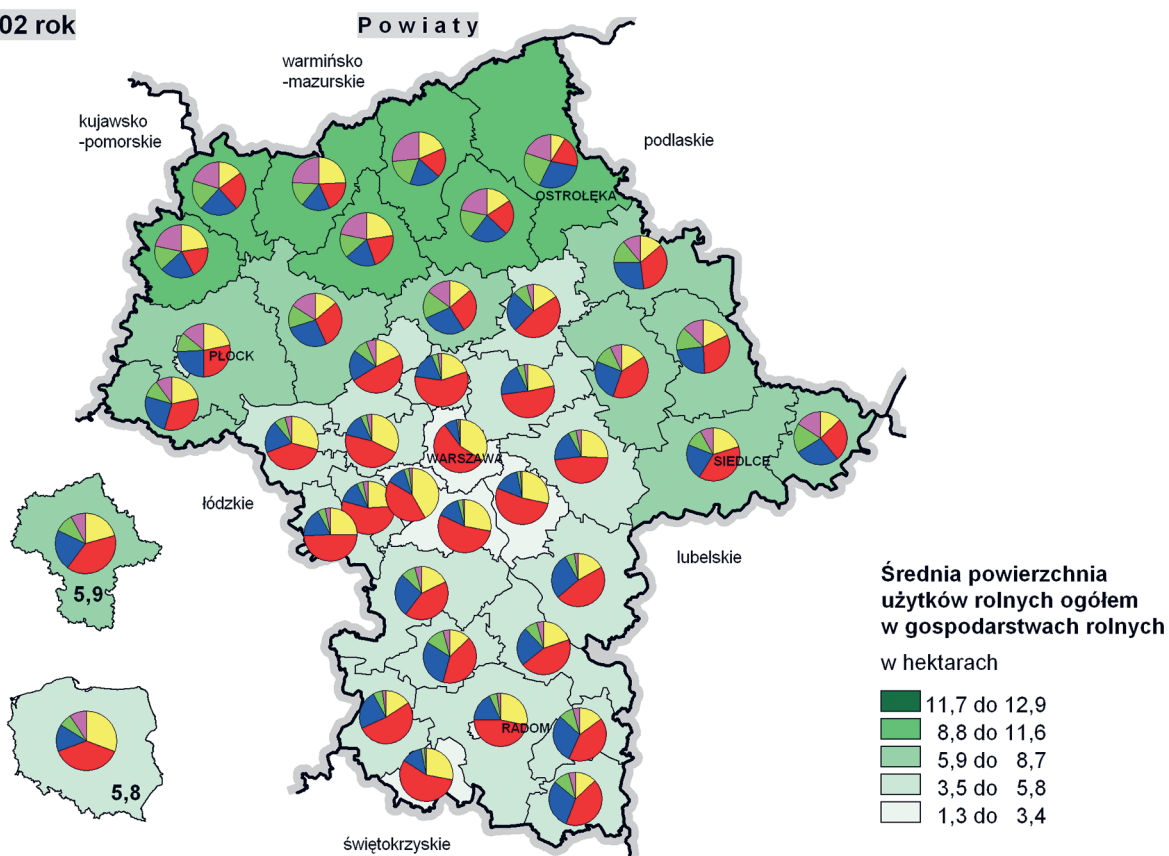 02 rok
Powiaty
warmińsko
-mazurskie
kujawsko
-pomorskie
podlaskie
OSTROŁĘKA
PŁOCK
WARSZAWA
SIEDLCE
łódzkie
lubelskie
5,9
Średnia powierzchnia
użytków rolnych ogółem
w gospodarstwach rolnych
w hektarach
11,7 do 12,9
8,8 do 11,6
5,9 do 8,7
3,5 do 5,8
1,3 do 3,4
RADOM
5,8
świętokrzyskie